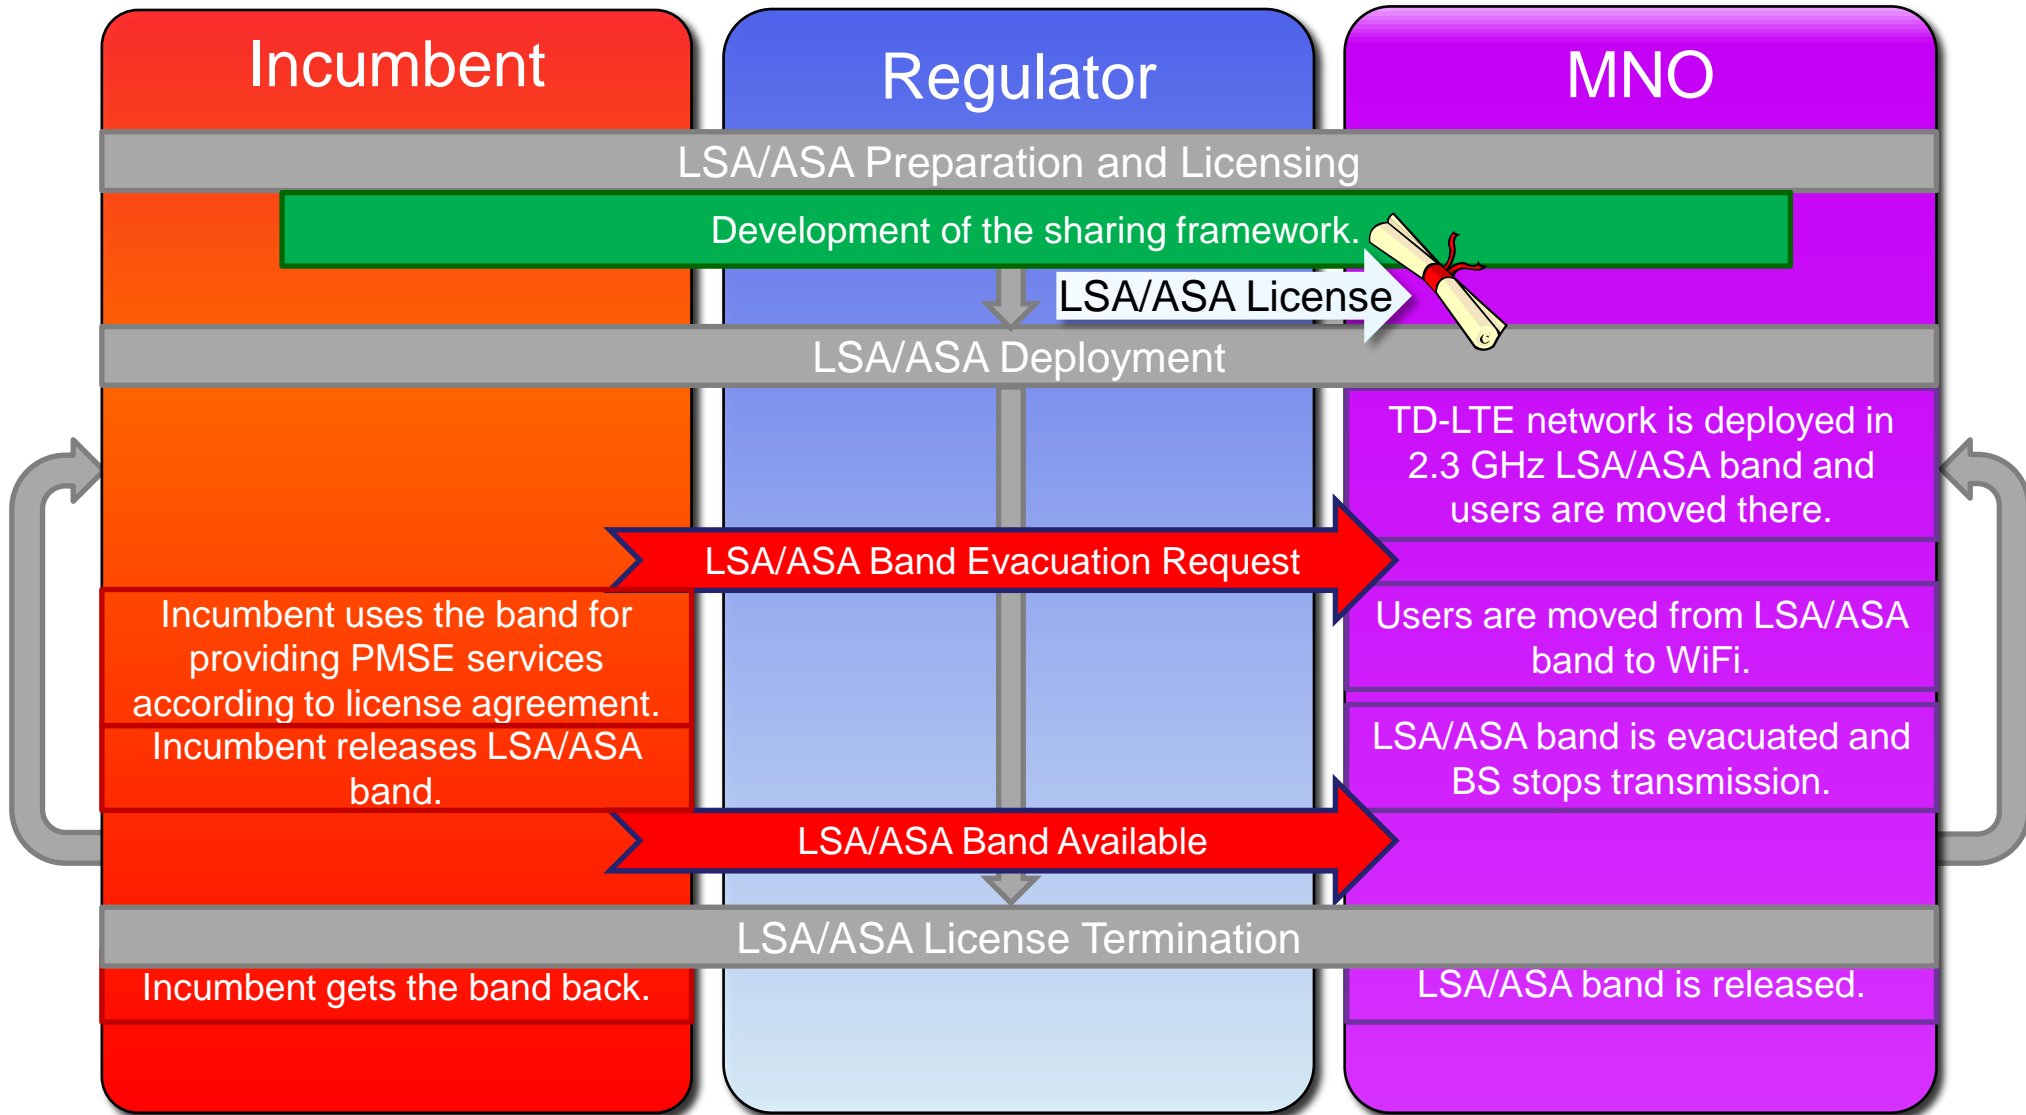 Incumbent
Regulator
MNO
LSA/ASA Preparation and Licensing
Development of the sharing framework.
LSA/ASA License
C
LSA/ASA Deployment
TD-LTE network is deployed in
2.3 GHz LSA/ASA band and
users are moved there.
LSA/ASA Band Evacuation Request
Incumbent uses the band for
providing PMSE services
according to license agreement.
Users are moved from LSA/ASA
band to WiFi.
Incumbent releases LSA/ASA
band.
LSA/ASA band is evacuated and
BS stops transmission.
LSA/ASA Band Available
LSA/ASA License Termination
Incumbent gets the band back.
LSA/ASA band is released.